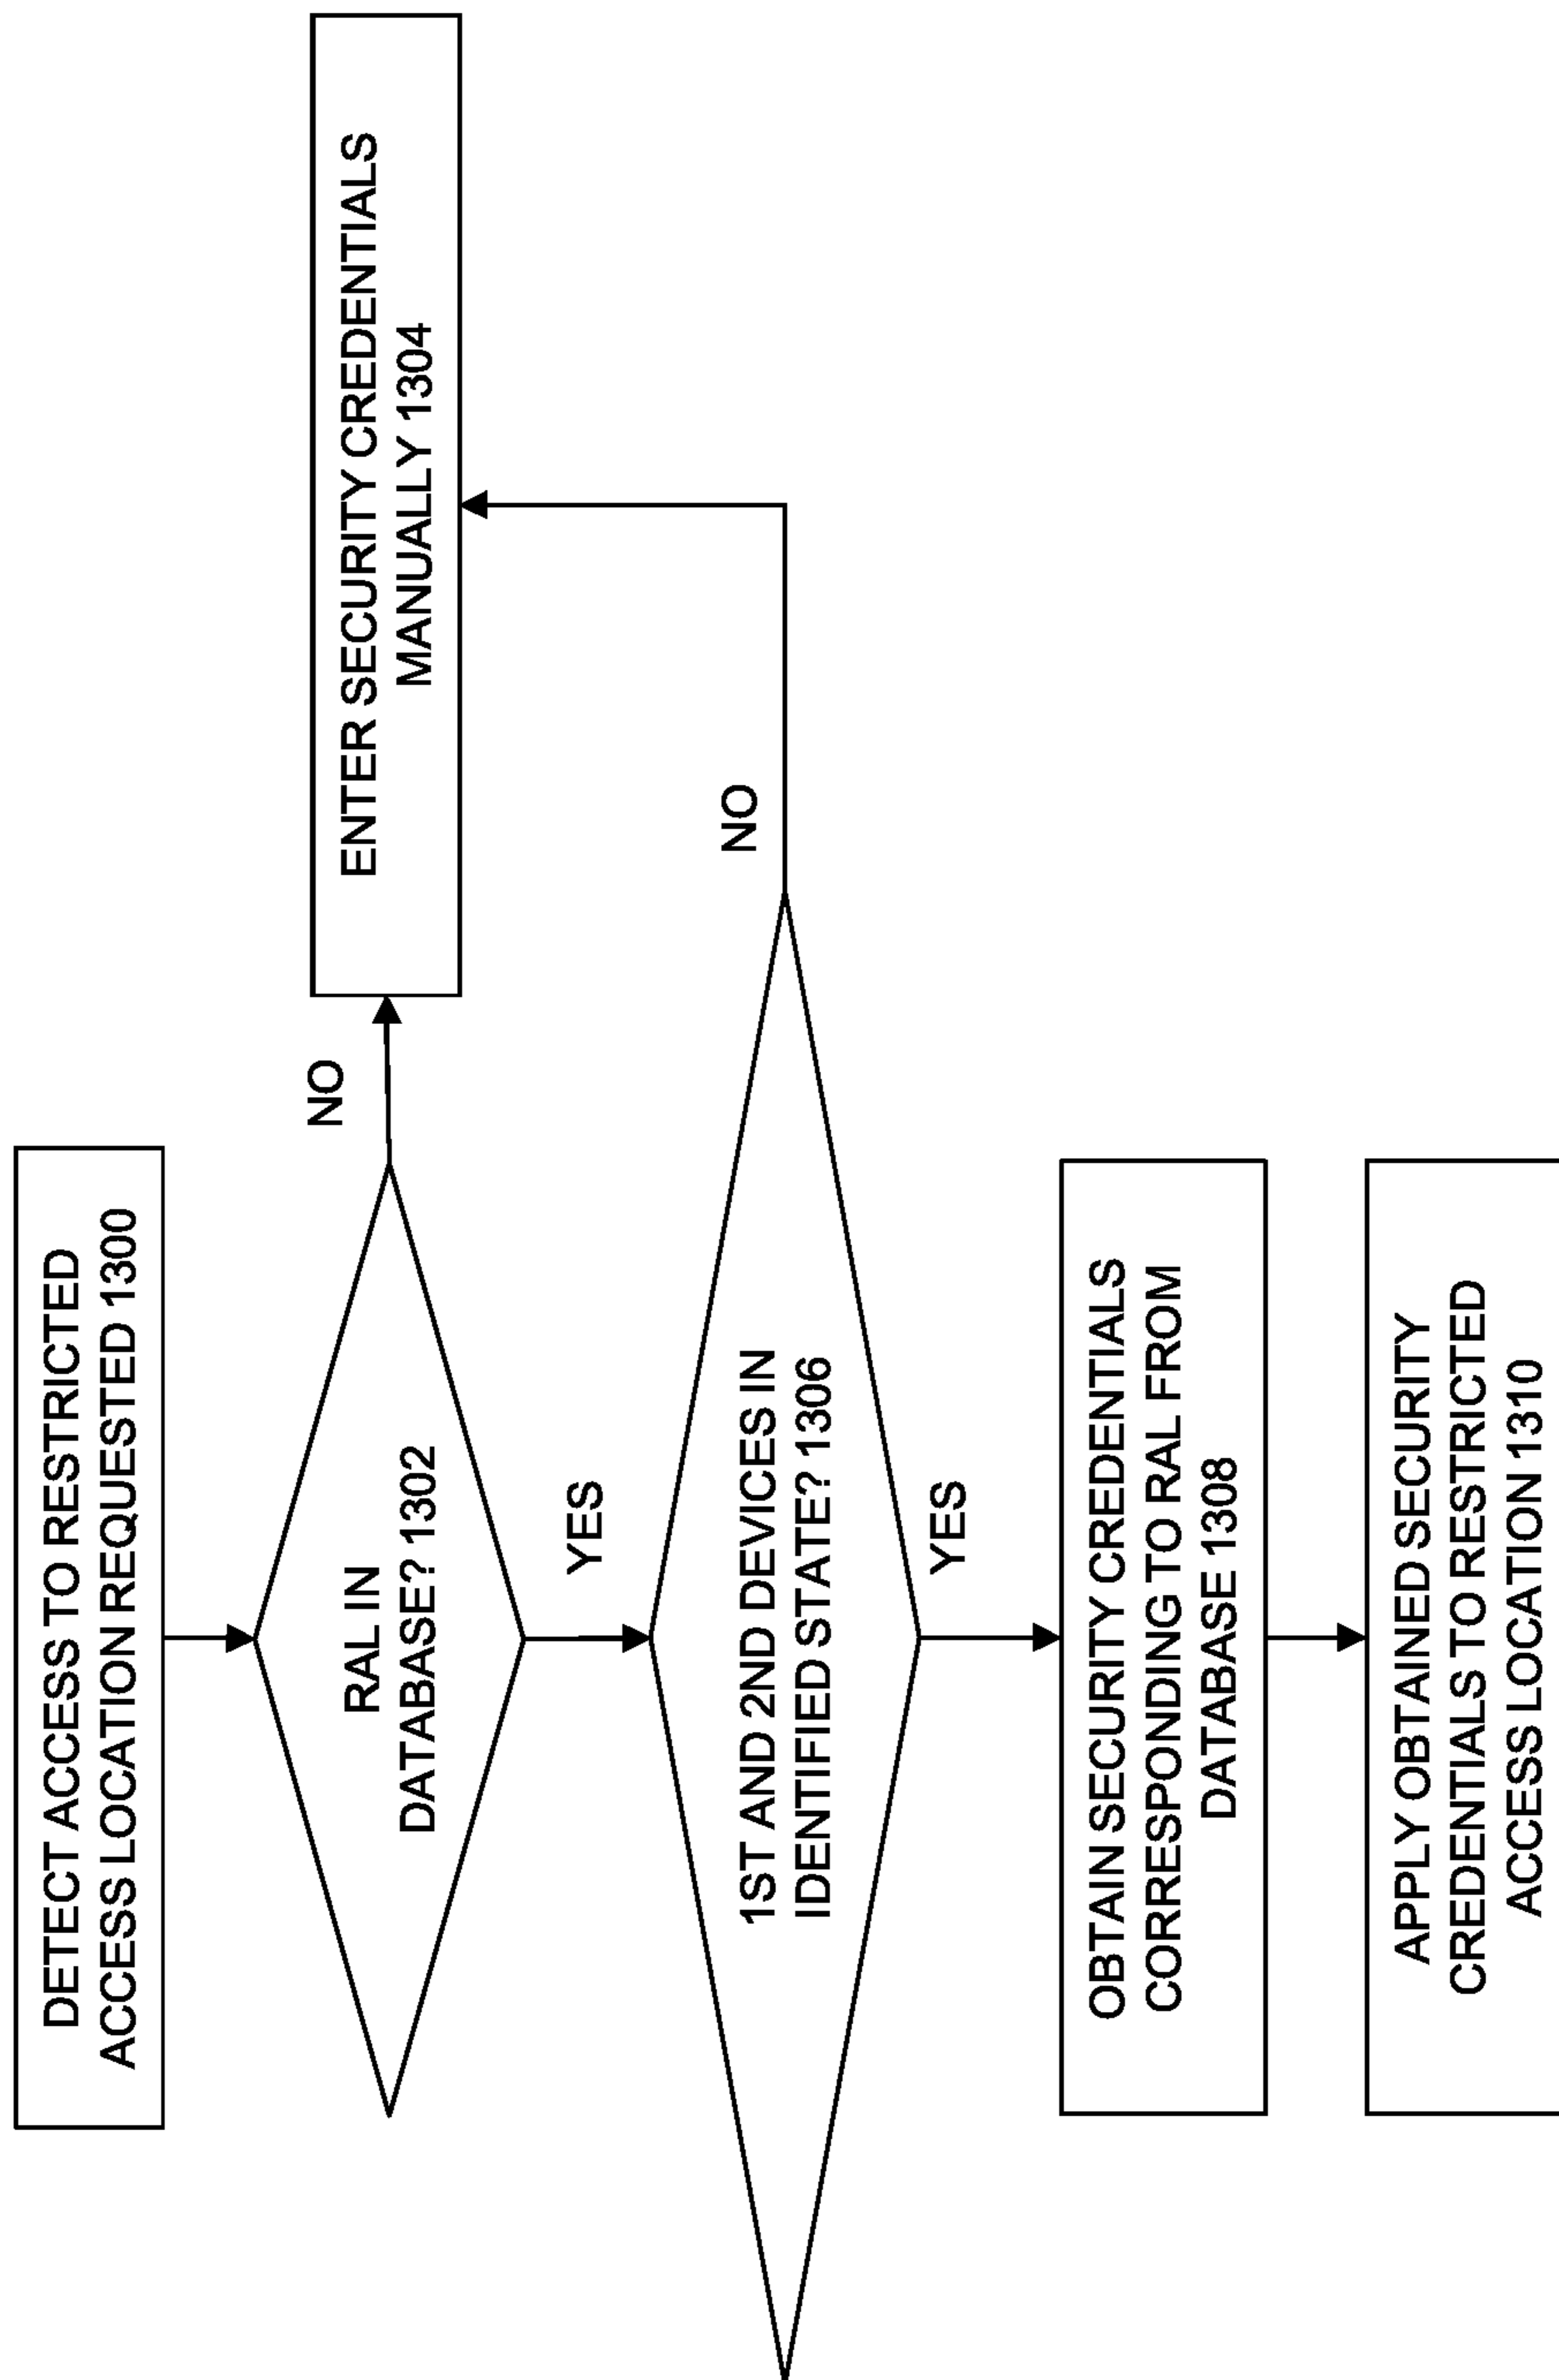 DETECT ACCESS TO RESTRICTED
ACCESS LOCATION REQUESTED 1300
RAL IN
DATABASE? 1302
NO
ENTER SECURITY CREDENTIALS
MANUALLY 1304
YES
1ST AND 2ND DEVICES IN
IDENTIFIED STATE? 1306
NO
YES
OBTAIN SECURITY CREDENTIALS
CORRESPONDING TO RAL FROM
DATABASE 1308
APPLY OBTAINED SECURITY
CREDENTIALS TO RESTRICTED
ACCESS LOCATION 1310